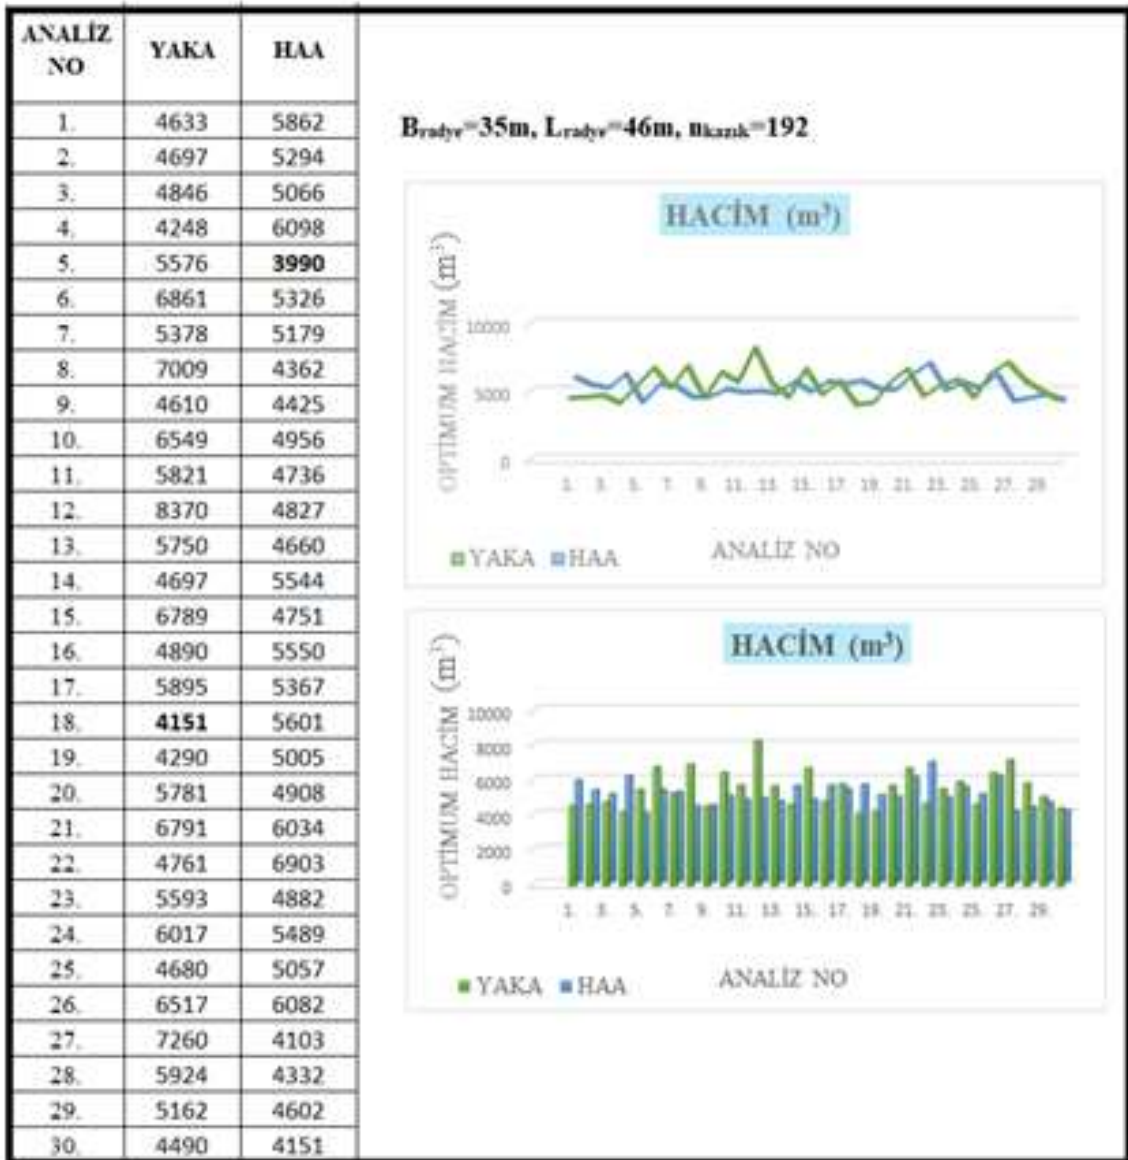 ANALİZ NO YAKA HAA
1. 4633 5862
2. 4697 5294
3. 4846 5066
4. 4248 6098
5. 5576 3990
6. 6861 5326
7. 5378 5179
8. 7009 4362
9. 4610 4425
10. 6549 4956
11. 5821 4736
12. 8370 4827
13. 5750 4660
14. 4697 5544
15. 6789 4751
16. 4890 5550
17. 5895 5367
18. 4151 5601
19. 4290 5005
20. 5781 4908
21. 6791 6034
22. 4761 6903
23. 5593 4882
24. 6017 5489
25. 4680 5057
26. 6517 6082
27. 7260 4103
28. 5924 4332
29. 5162 4602
30. 4490 4151
Bradye=35m, Lradye=46m, nkazık=192
HACİM (m³)
OPTİMUM HACİM (m³)
10000
5000
0
1. 3. 5. 7. 9. 11. 13. 15. 17. 19. 21. 23. 25. 27. 29.
ANALİZ NO
YAKA HAA
HACİM (m³)
OPTİMUM HACİM (m³)
10000
8000
6000
4000
2000
0
1. 3. 5. 7. 9. 11. 13. 15. 17. 19. 21. 23. 25. 27. 29.
ANALİZ NO
YAKA HAA